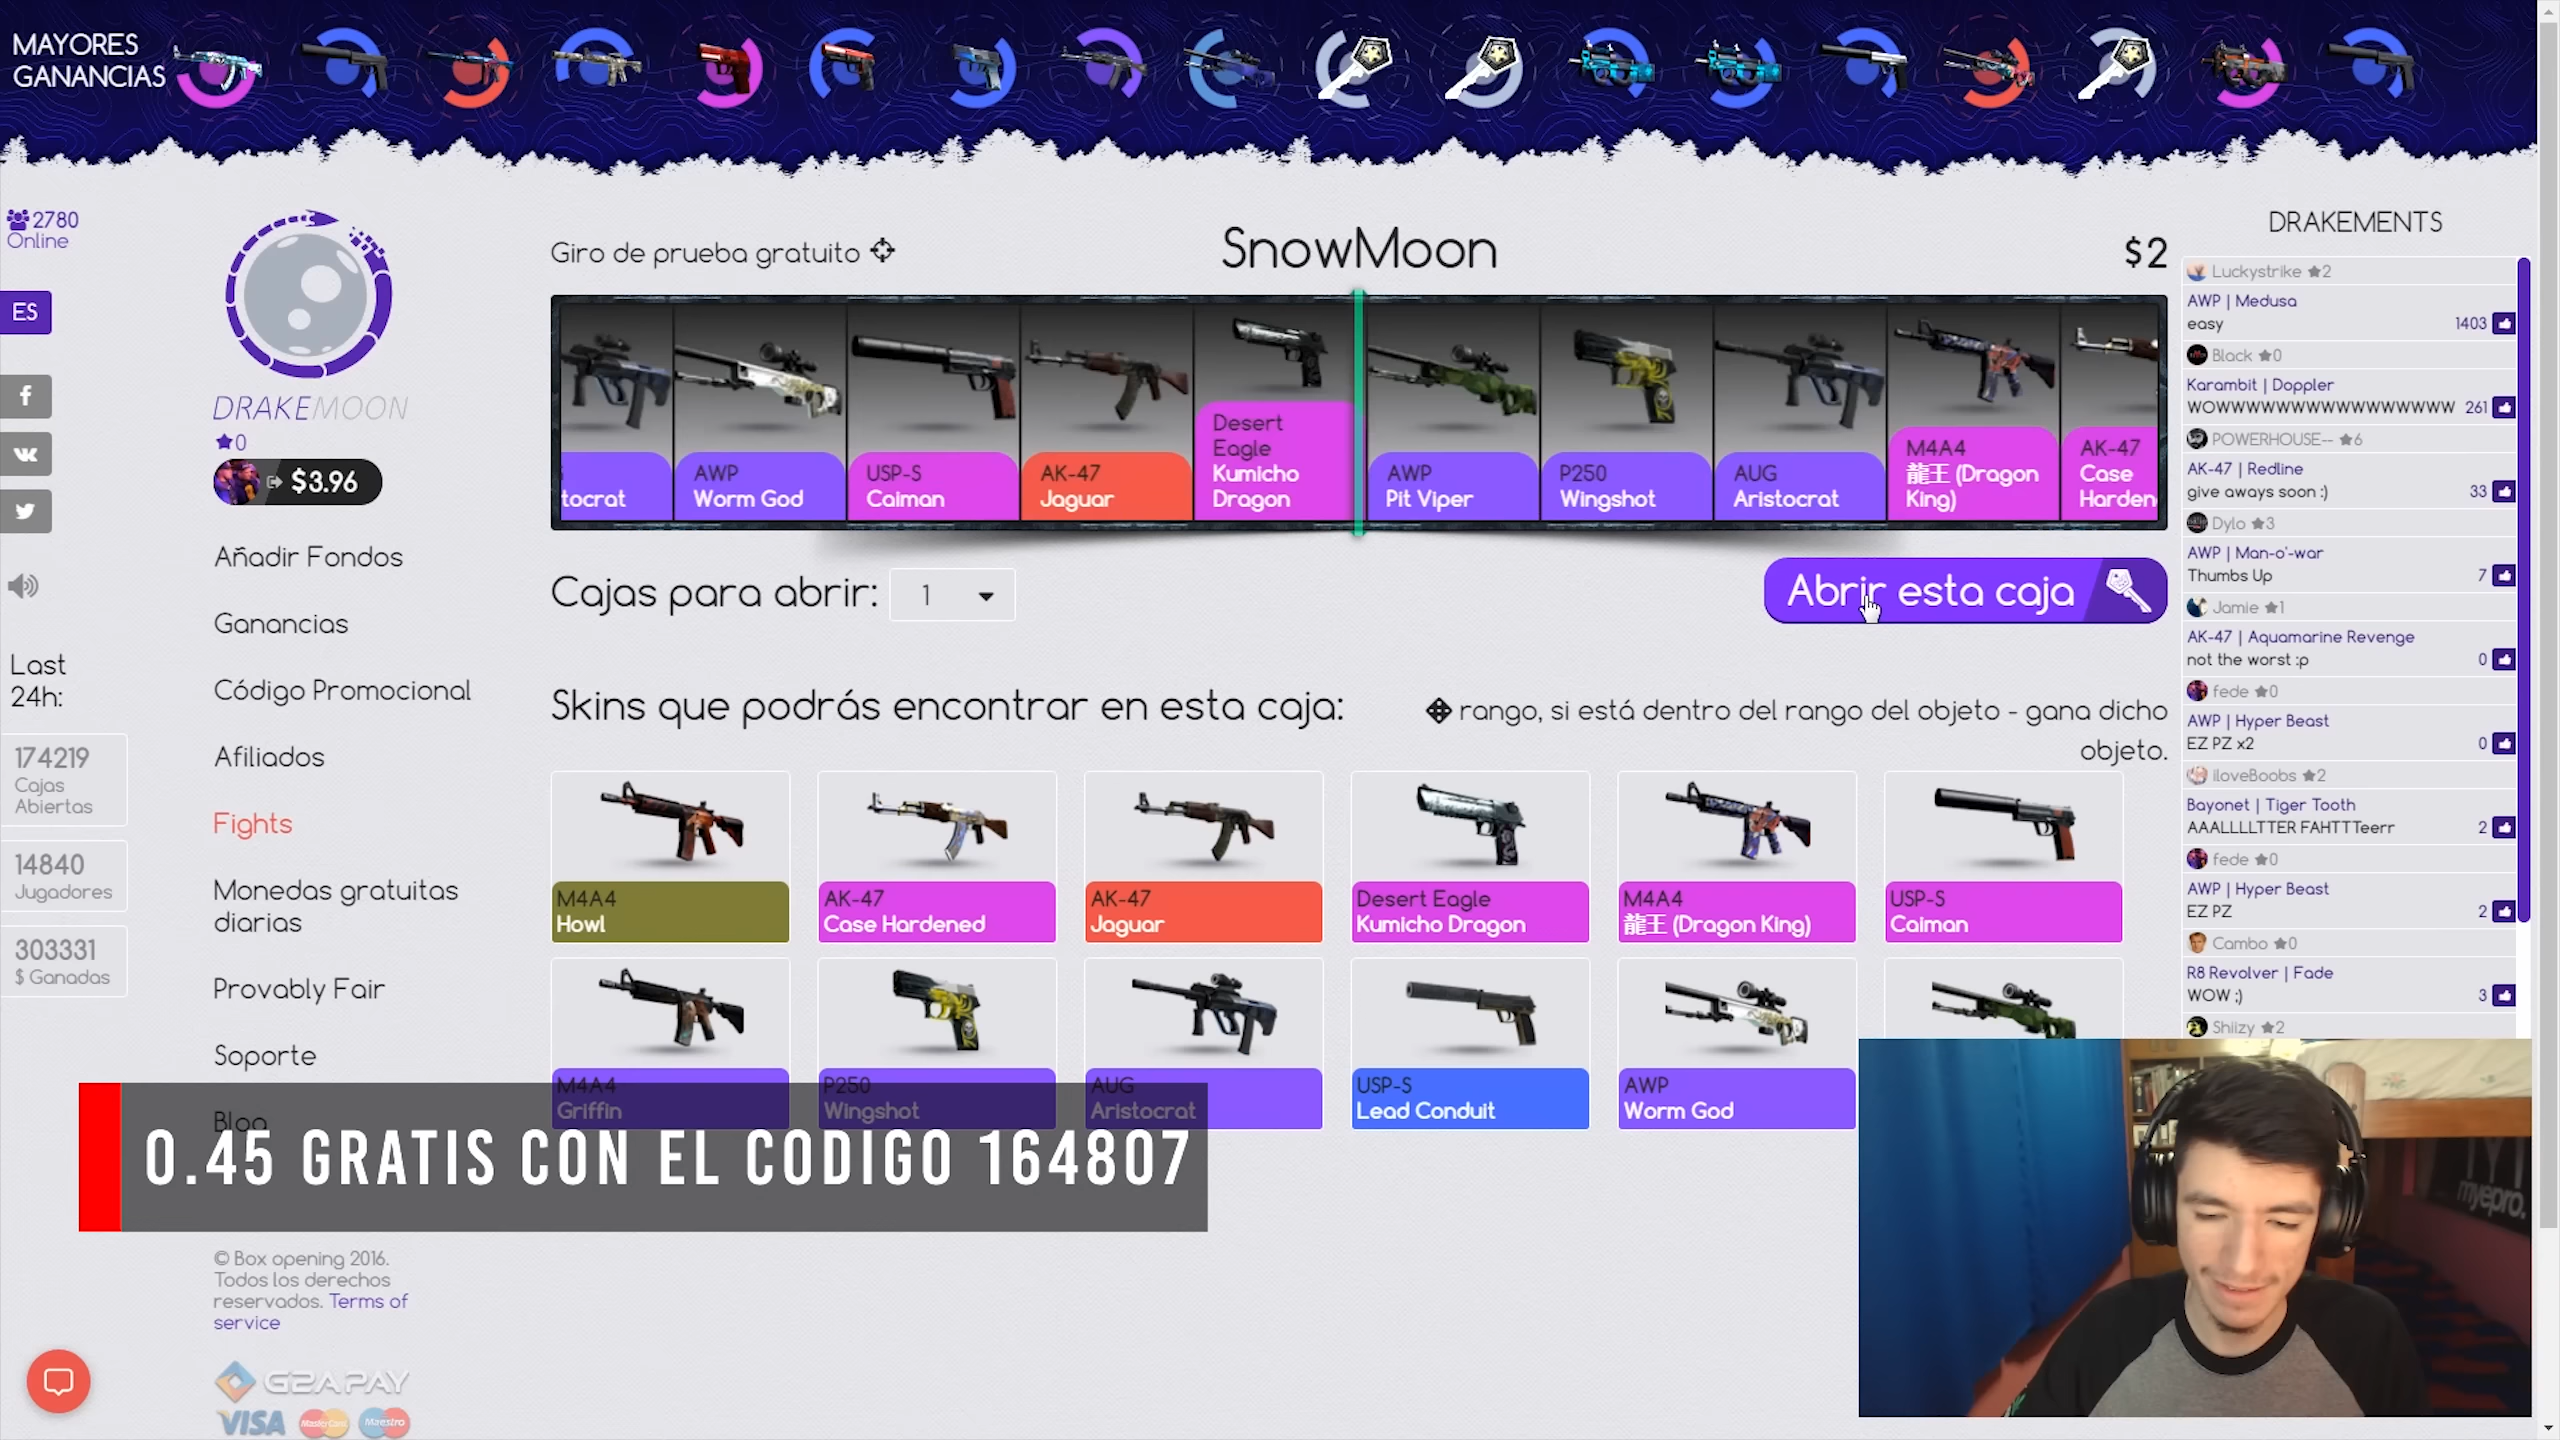 MAYORES
GANANCIAS
2780
Online
ES
DRAKEMOON
0
$3.96
Añadir Fondos
Ganancias
Código Promocional
Afiliados
Fights
Monedas gratuitas
diarias
Provably Fair
Soporte
Blog
Last
24h:
174219
Cajas
Abiertas
14840
Jugadores
303331
$ Ganadas
© Box opening 2016.
Todos los derechos
reservados. Terms of
service
G2A PAY
VISA MasterCard Maestro
Giro de prueba gratuito
SnowMoon
$2
tocrat
AWP
Worm God
USP-S
Caiman
AK-47
Jaguar
Desert
Eagle
Kumicho
Dragon
AWP
Pit Viper
P250
Wingshot
AUG
Aristocrat
M4A4
龍王 (Dragon
King)
AK-47
Case
Harden
Cajas para abrir: 1
Abrir esta caja
Skins que podrás encontrar en esta caja:
rango, si está dentro del rango del objeto - gana dicho
objeto.
M4A4
Howl
AK-47
Case Hardened
AK-47
Jaguar
Desert Eagle
Kumicho Dragon
M4A4
龍王 (Dragon King)
USP-S
Caiman
M4A4
Griffin
P250
Wingshot
AUG
Aristocrat
USP-S
Lead Conduit
AWP
Worm God
0.45 GRATIS CON EL CODIGO 164807
DRAKEMENTS
Luckystrike 2
AWP | Medusa
easy 1403
Black 0
Karambit | Doppler
WOWWWWWWWWWWWWWWWW 261
POWERHOUSE-- 6
AK-47 | Redline
give aways soon :) 33
Dylo 3
AWP | Man-o'-war
Thumbs Up 7
Jamie 1
AK-47 | Aquamarine Revenge
not the worst :p 0
fede 0
AWP | Hyper Beast
EZ PZ x2 0
iloveBoobs 2
Bayonet | Tiger Tooth
AAALLLLTTER FAHTTTeerr 2
fede 0
AWP | Hyper Beast
EZ PZ 2
Cambo 0
R8 Revolver | Fade
WOW ;) 3
Shiizy 2
myepro.